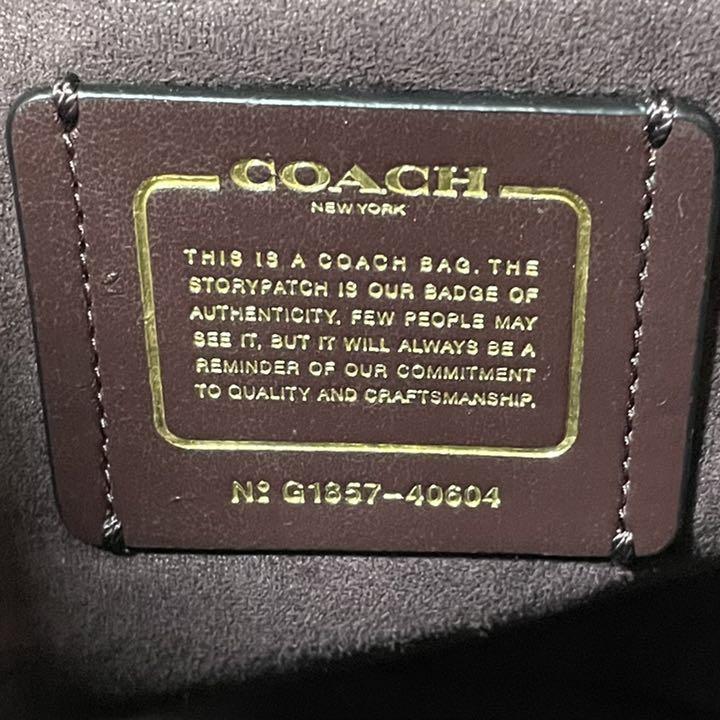 COACH
NEW YORK
THIS IS A COACH BAG. THE
STORYPATCH IS OUR BADGE OF
AUTHENTICITY. FEW PEOPLE MAY
SEE IT, BUT IT WILL ALWAYS BE A
REMINDER OF OUR COMMITMENT
TO QUALITY AND CRAFTSMANSHIP.
Nº G1857-40604